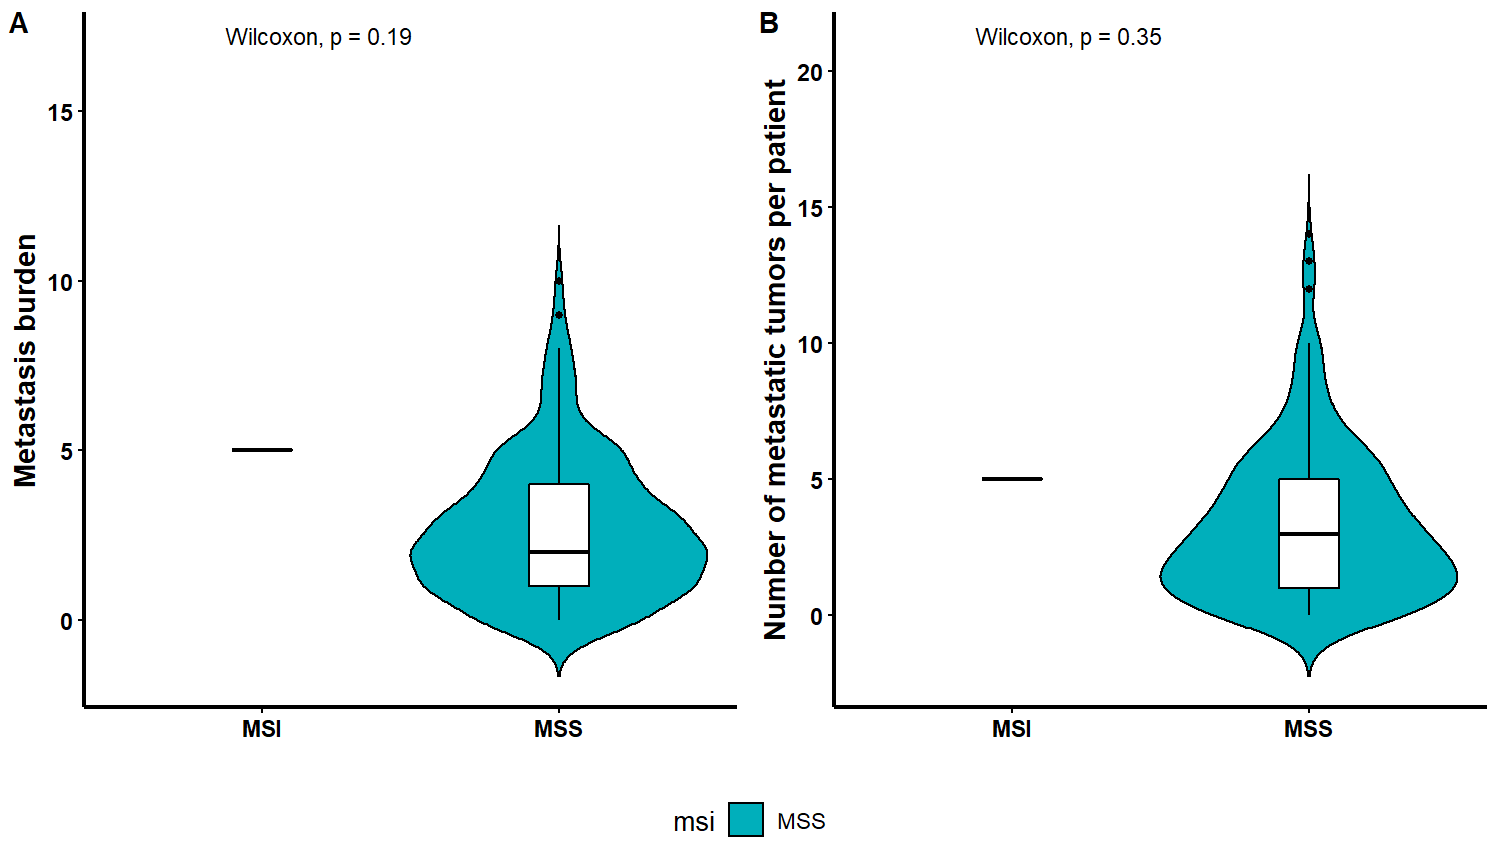 A
Wilcoxon, p = 0.19
Metastasis burden
15
10
5
0
MSI
MSS
B
Wilcoxon, p = 0.35
Number of metastatic tumors per patient
20
15
10
5
0
MSI
MSS
msi
MSS